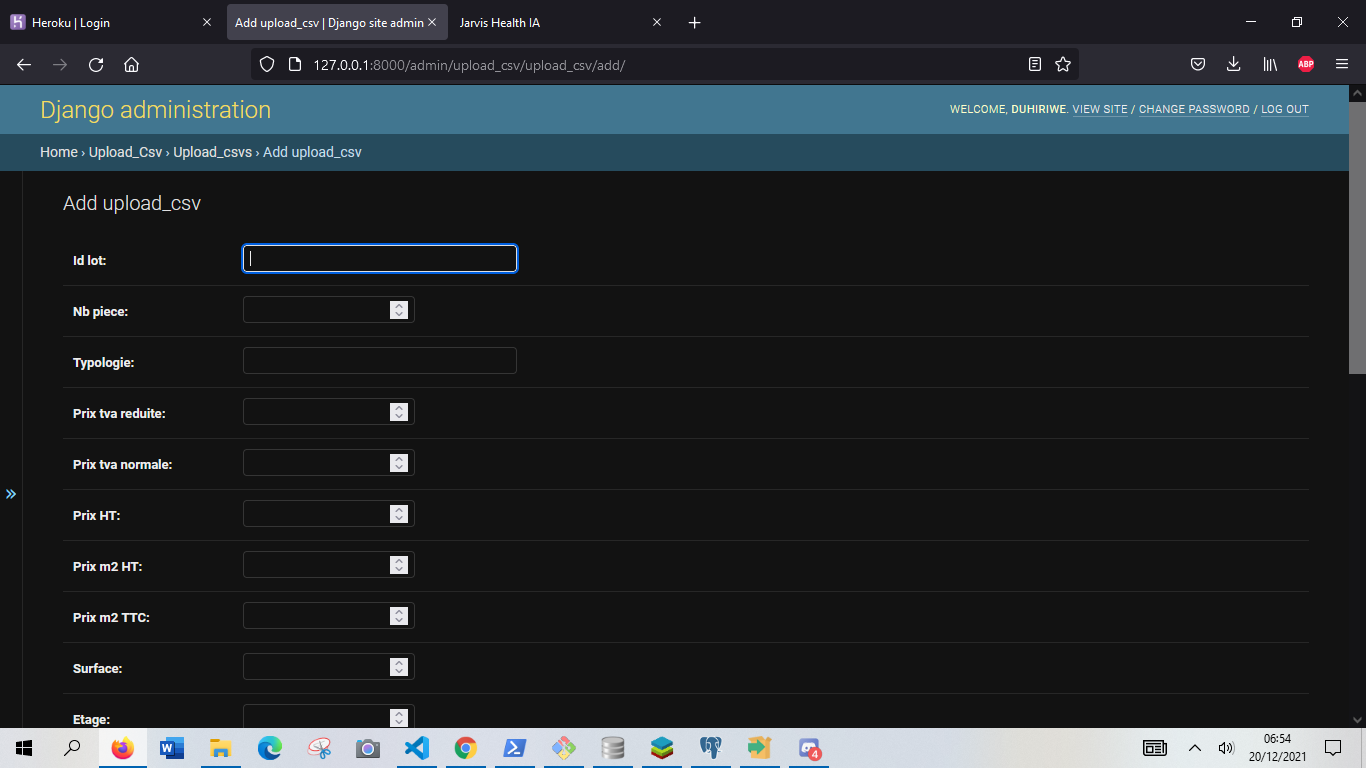 Heroku | Login
Add upload_csv | Django site admin
Jarvis Health IA
127.0.0.1:8000/admin/upload_csv/upload_csv/add/
ABP
Django administration
WELCOME, DUHIRIWE. VIEW SITE / CHANGE PASSWORD / LOG OUT
Home › Upload_Csv › Upload_csvs › Add upload_csv
Add upload_csv
Id lot:
Nb piece:
Typologie:
Prix tva reduite:
Prix tva normale:
Prix HT:
Prix m2 HT:
Prix m2 TTC:
Surface:
Etage:
4
06:54
20/12/2021